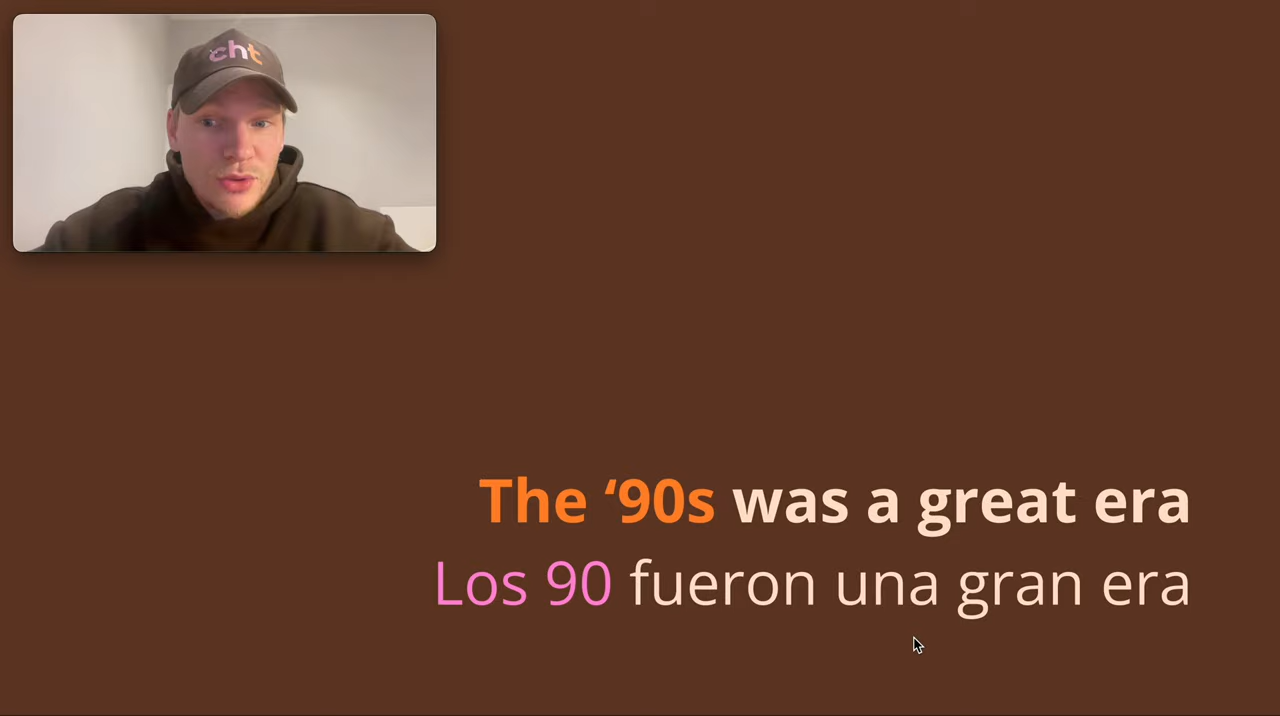 cht
The ‘90s was a great era
Los 90 fueron una gran era